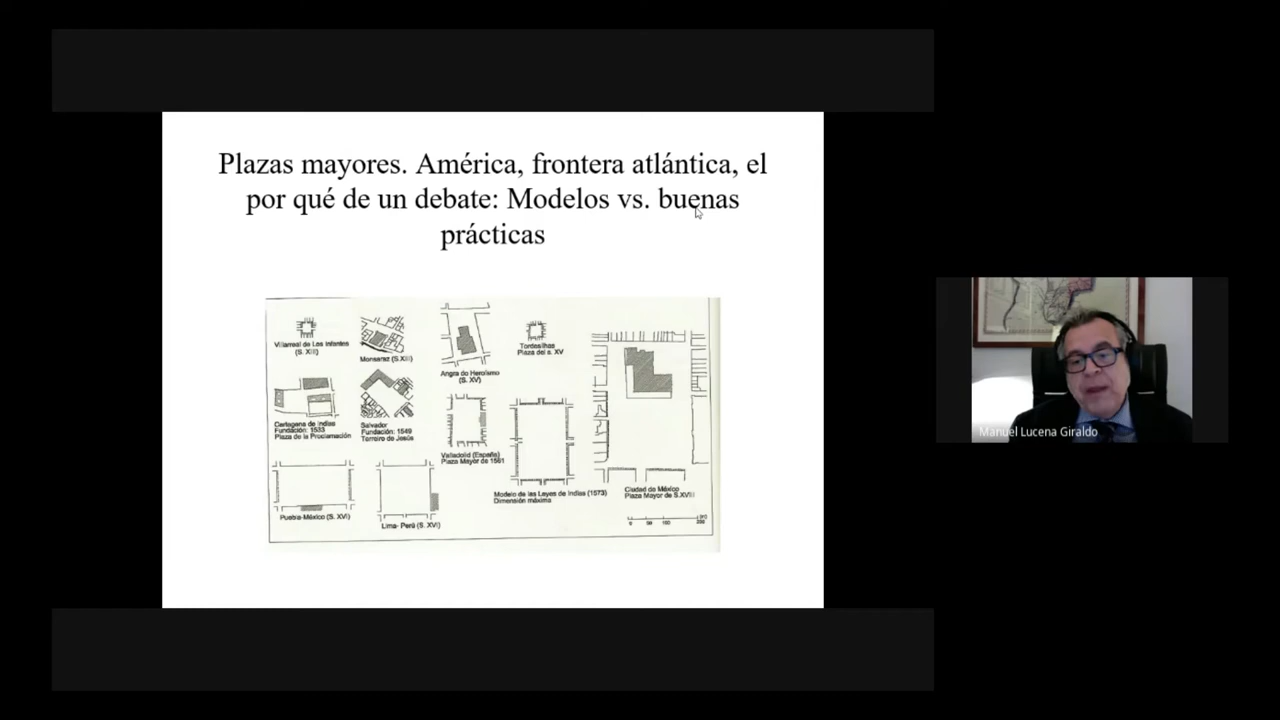 Plazas mayores. América, frontera atlántica, el
por qué de un debate: Modelos vs. buenas
prácticas
Villarreal de Los Infantes
(S. XIII)
Monsaraz (S.XIII)
Angra do Heroísmo
(S. XV)
Tordesilhas
Plaza del s. XV
Cartagena de Indias
Fundación: 1533
Plaza de la Proclamación
Salvador
Fundación: 1549
Terreiro de Jesús
Valladolid (España)
Plaza Mayor de 1561
Modelo de las Leyes de Indias (1573)
Dimensión máxima
Ciudad de México
Plaza Mayor de S.XVIII
Puebla-México (S. XVI)
Lima- Perú (S. XVI)
0 50 100 200
Manuel Lucena Giraldo